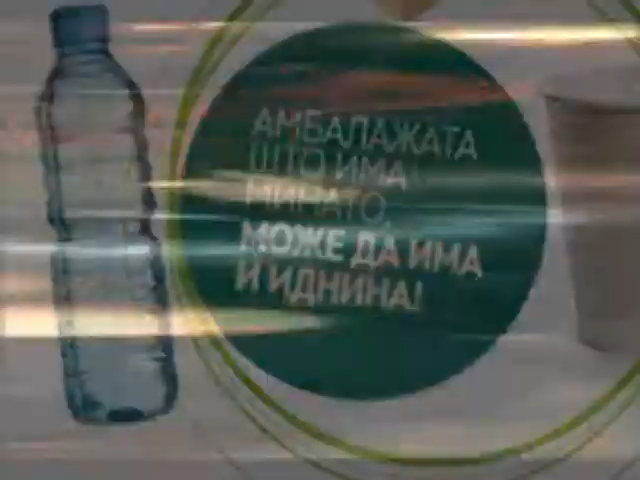 АМБАЛАЖАТА
ШТО ИМА
МИНАТО,
МОЖЕ ДА ИМА
И ИДНИНА!